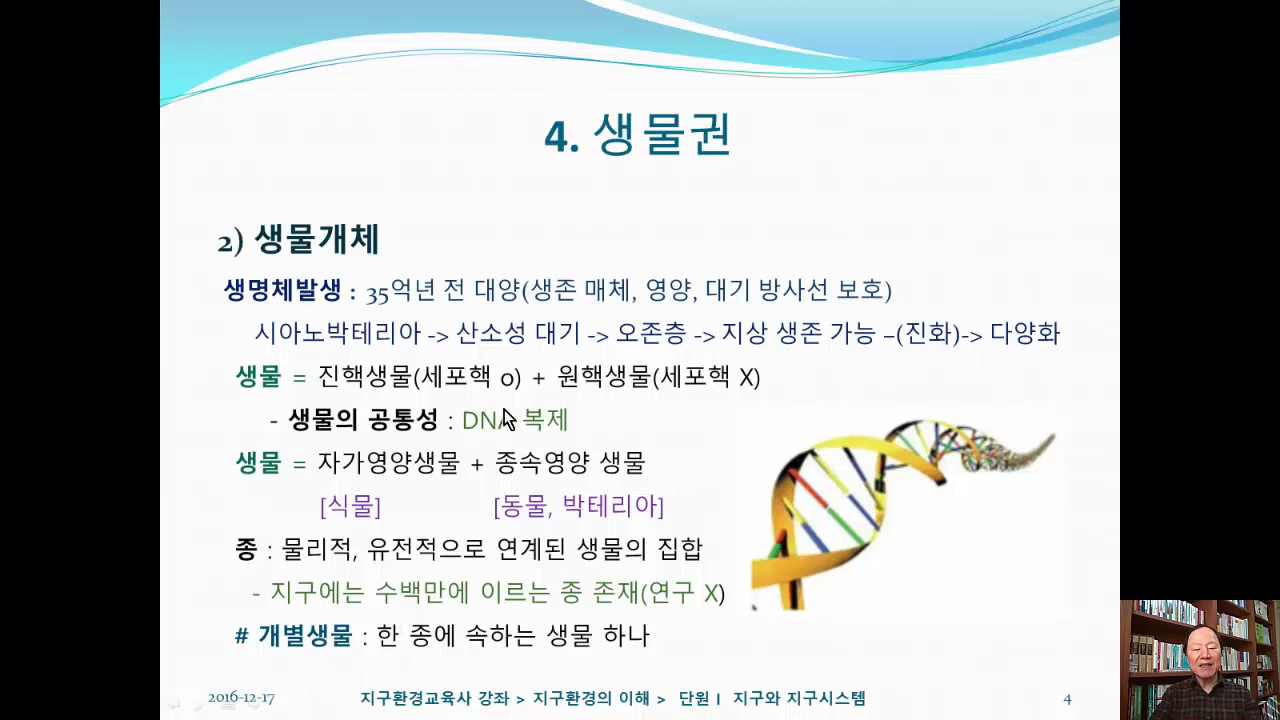 4. 생물권
2) 생물개체
생명체발생 : 35억년 전 대양(생존 매체, 영양, 대기 방사선 보호)
시아노박테리아 -> 산소성 대기 -> 오존층 -> 지상 생존 가능 –(진화)-> 다양화
생물 = 진핵생물(세포핵 o) + 원핵생물(세포핵 X)
- 생물의 공통성 : DNA 복제
생물 = 자가영양생물 + 종속영양 생물
[식물] [동물, 박테리아]
종 : 물리적, 유전적으로 연계된 생물의 집합
- 지구에는 수백만에 이르는 종 존재(연구 X)
# 개별생물 : 한 종에 속하는 생물 하나
2016-12-17 지구환경교육사 강좌 > 지구환경의 이해 > 단원 I 지구와 지구시스템 4